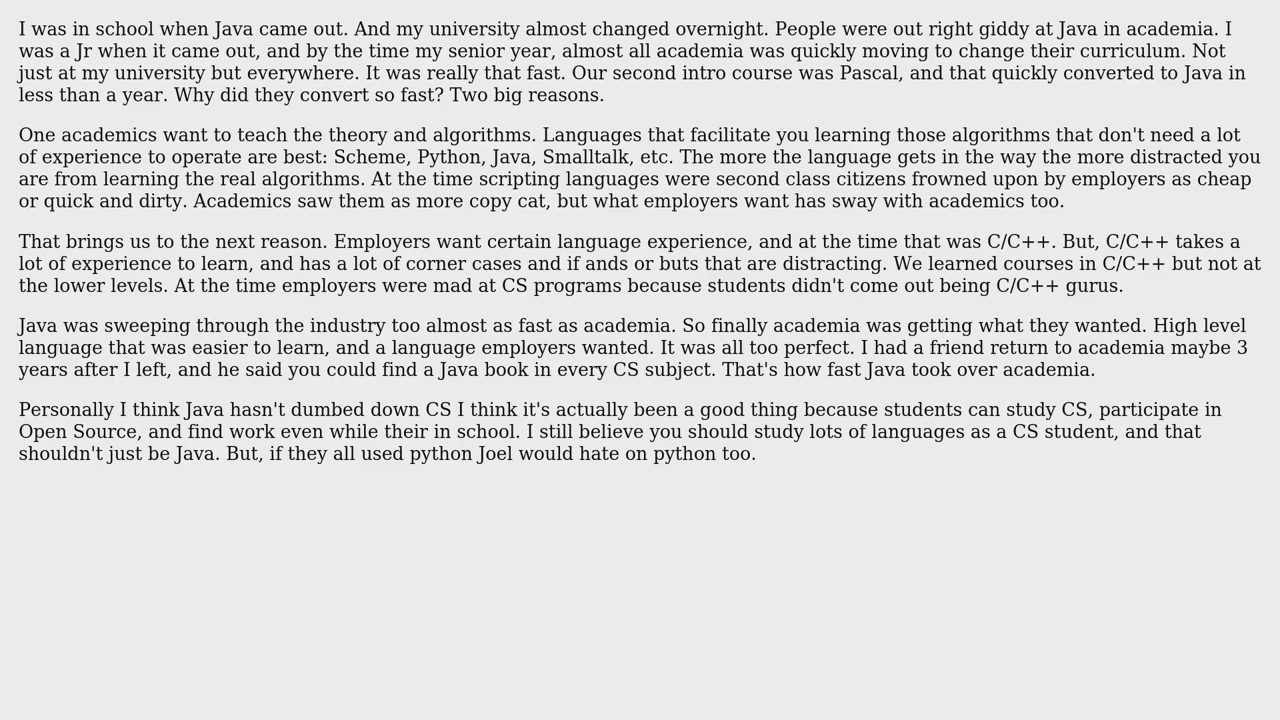 I was in school when Java came out. And my university almost changed overnight. People were out right giddy at Java in academia. I
was a Jr when it came out, and by the time my senior year, almost all academia was quickly moving to change their curriculum. Not
just at my university but everywhere. It was really that fast. Our second intro course was Pascal, and that quickly converted to Java in
less than a year. Why did they convert so fast? Two big reasons.
One academics want to teach the theory and algorithms. Languages that facilitate you learning those algorithms that don't need a lot
of experience to operate are best: Scheme, Python, Java, Smalltalk, etc. The more the language gets in the way the more distracted you
are from learning the real algorithms. At the time scripting languages were second class citizens frowned upon by employers as cheap
or quick and dirty. Academics saw them as more copy cat, but what employers want has sway with academics too.
That brings us to the next reason. Employers want certain language experience, and at the time that was C/C++. But, C/C++ takes a
lot of experience to learn, and has a lot of corner cases and if ands or buts that are distracting. We learned courses in C/C++ but not at
the lower levels. At the time employers were mad at CS programs because students didn't come out being C/C++ gurus.
Java was sweeping through the industry too almost as fast as academia. So finally academia was getting what they wanted. High level
language that was easier to learn, and a language employers wanted. It was all too perfect. I had a friend return to academia maybe 3
years after I left, and he said you could find a Java book in every CS subject. That's how fast Java took over academia.
Personally I think Java hasn't dumbed down CS I think it's actually been a good thing because students can study CS, participate in
Open Source, and find work even while their in school. I still believe you should study lots of languages as a CS student, and that
shouldn't just be Java. But, if they all used python Joel would hate on python too.